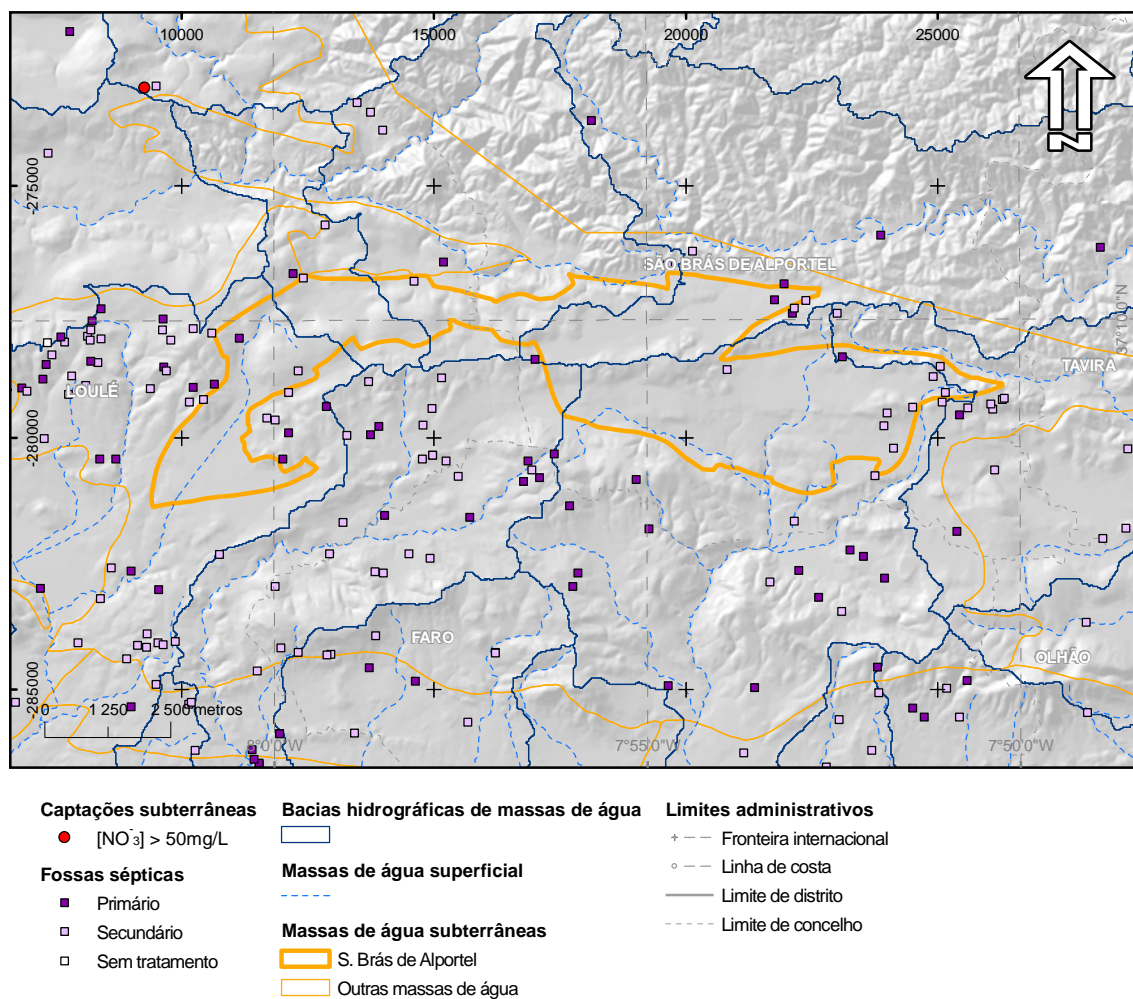 10000
15000
20000
25000
N
-275000
SÃO BRÁS DE ALPORTEL
37°10'0"N
TAVIRA
LOULÉ
-280000
FARO
OLHÃO
-285000
0 1 250 2 500 metros
8°0'0"W
7°55'0"W
7°50'0"W
Captações subterrâneas
[NO₃⁻] > 50mg/L
Fossas sépticas
Primário
Secundário
Sem tratamento
Bacias hidrográficas de massas de água
Massas de água superficial
Massas de água subterrâneas
S. Brás de Alportel
Outras massas de água
Limites administrativos
Fronteira internacional
Linha de costa
Limite de distrito
Limite de concelho